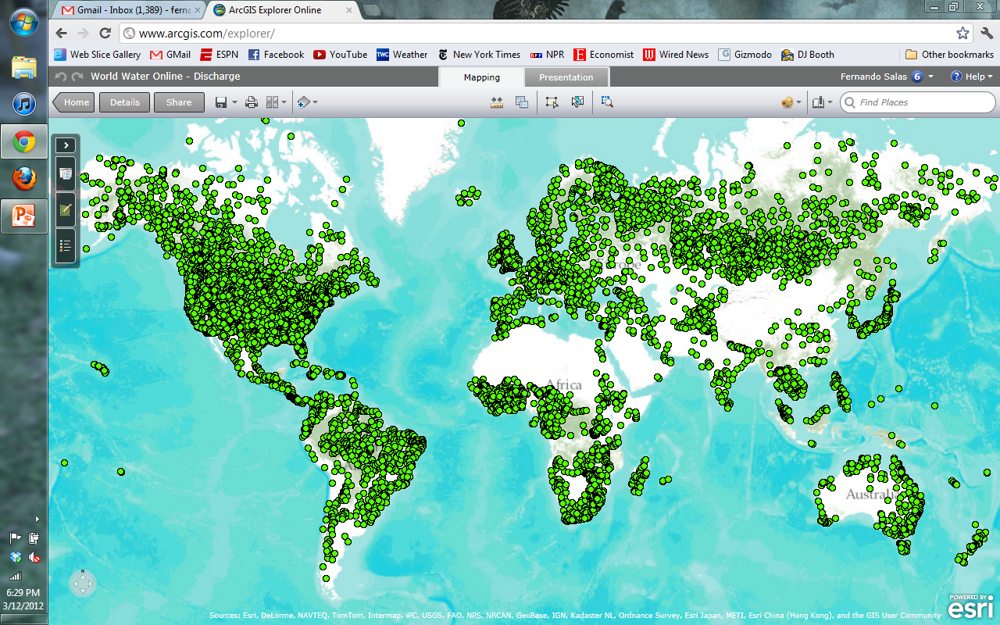 Gmail - Inbox (1,389) - ferna
ArcGIS Explorer Online
www.arcgis.com/explorer/
Web Slice Gallery GMail ESPN Facebook YouTube TWC Weather New York Times npr NPR E Economist W Wired News G Gizmodo DJ Booth Other bookmarks
World Water Online - Discharge
Mapping
Presentation
Fernando Salas 6
? Help
Home
Details
Share
Find Places
Europe
Africa
Australia
N
6:29 PM
3/12/2012
POWERED BY
esri
Sources: Esri, DeLorme, NAVTEQ, TomTom, Intermap, iPC, USGS, FAO, NPS, NRCAN, GeoBase, IGN, Kadaster NL, Ordnance Survey, Esri Japan, METI, Esri China (Hong Kong), and the GIS User Community